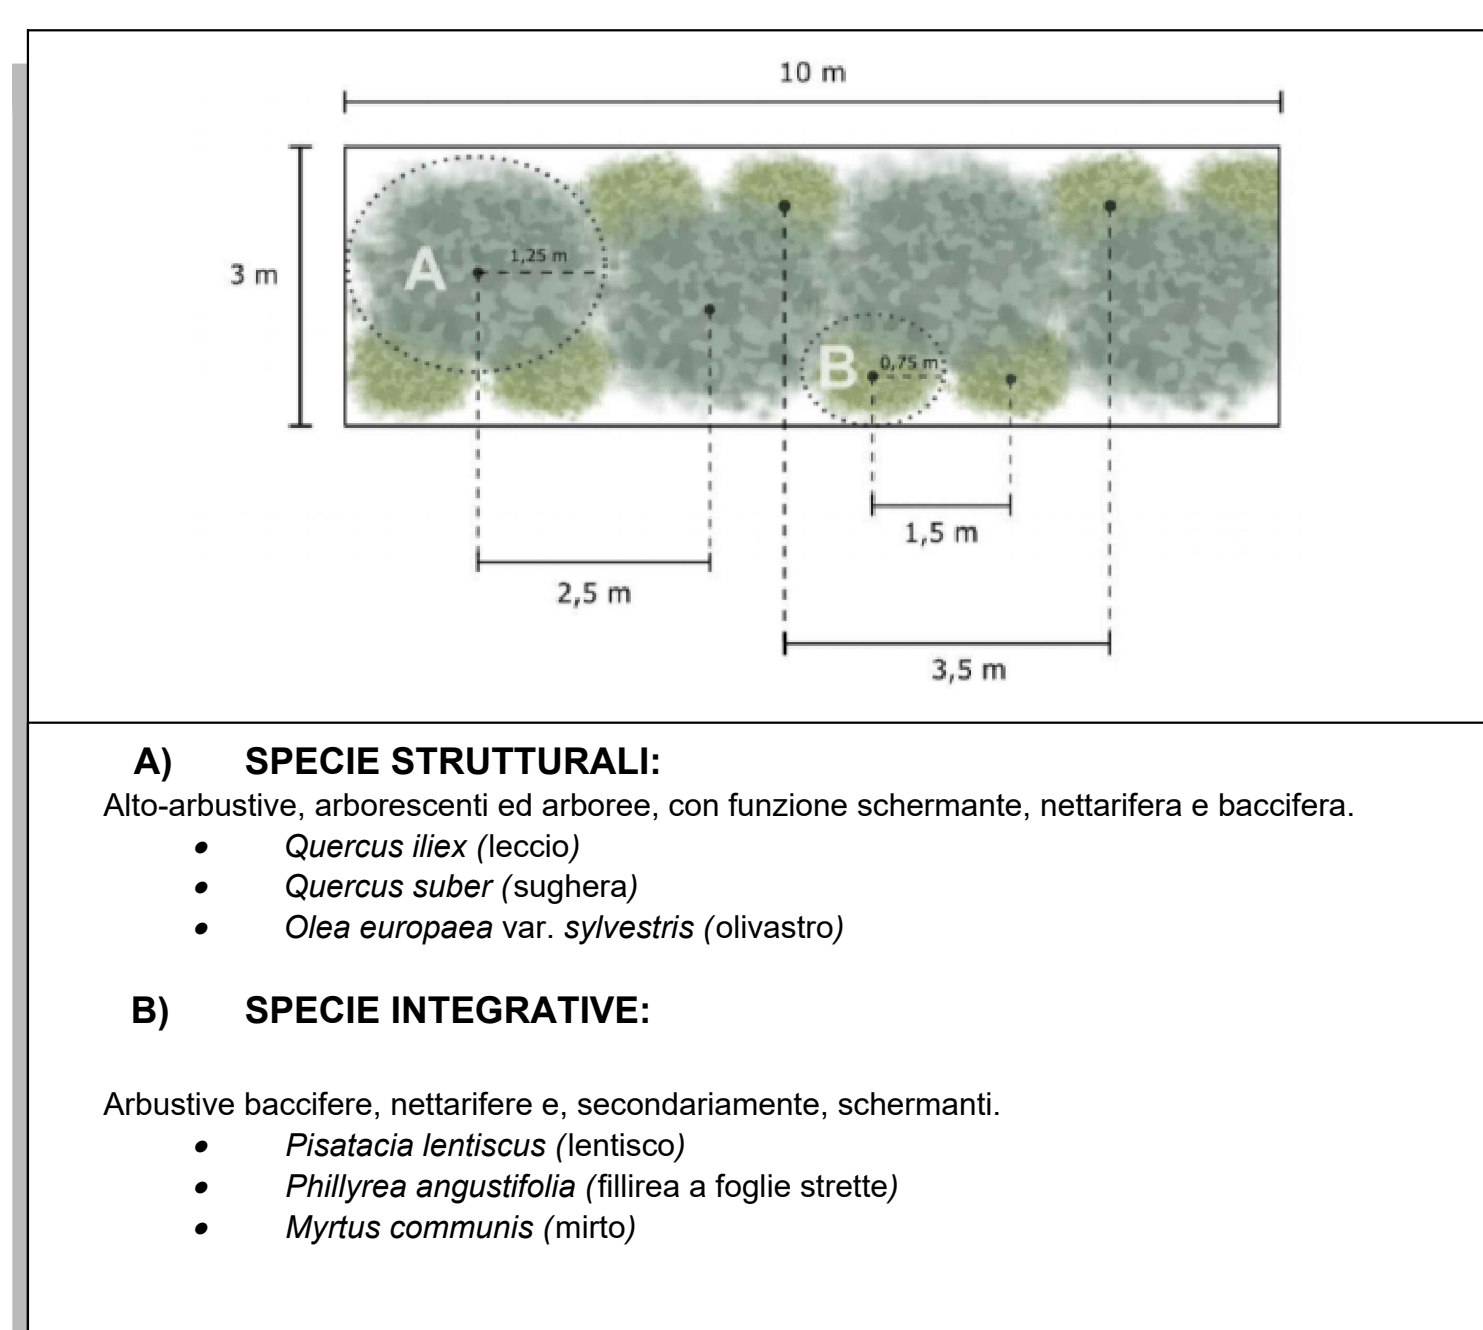 10 m
3 m
A
1,25 m
B
0,75 m
1,5 m
2,5 m
3,5 m
A) SPECIE STRUTTURALI:
Alto-arbustive, arborescenti ed arboree, con funzione schermante, nettarifera e baccifera.
• Quercus iliex (leccio)
• Quercus suber (sughera)
• Olea europaea var. sylvestris (olivastro)
B) SPECIE INTEGRATIVE:
Arbustive baccifere, nettarifere e, secondariamente, schermanti.
• Pisatacia lentiscus (lentisco)
• Phillyrea angustifolia (fillirea a foglie strette)
• Myrtus communis (mirto)